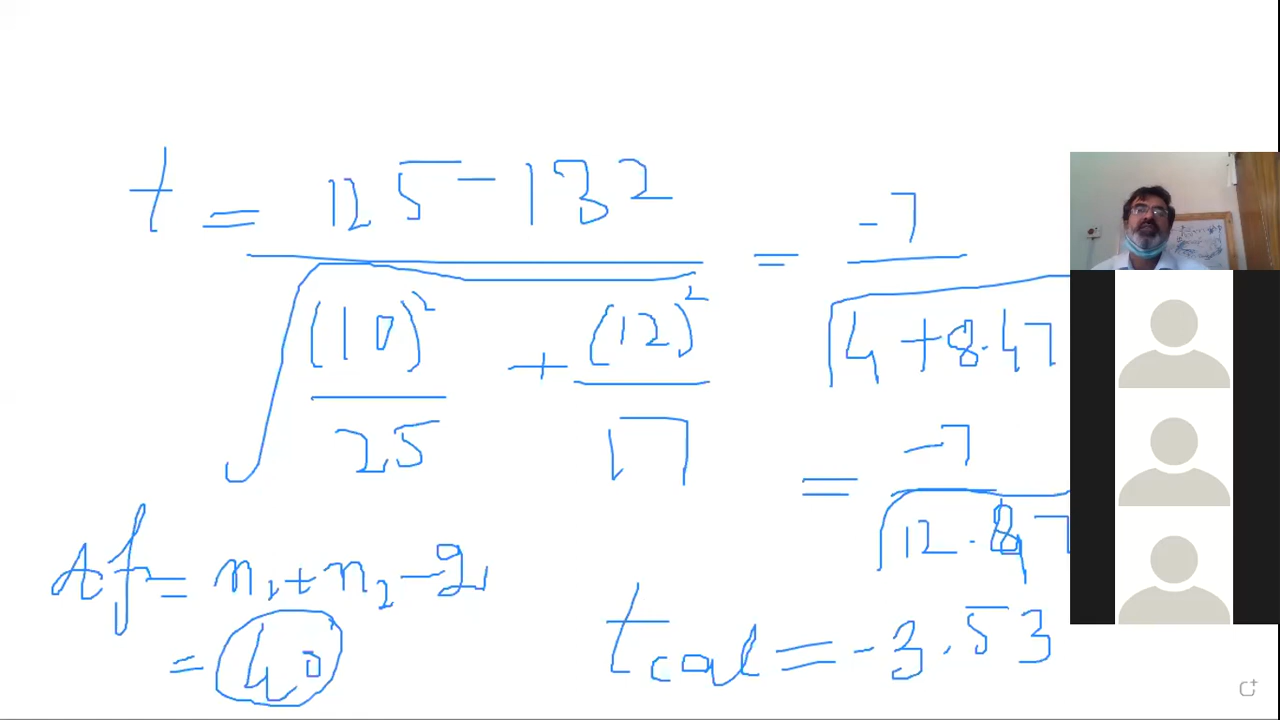 t = 125 - 132 / √((10)² / 25 + (12)² / 17) = -7 / √(4 + 8.47
= -7 / √(12.47
df = n₁ + n₂ - 2
= 40
t cal = -3.53